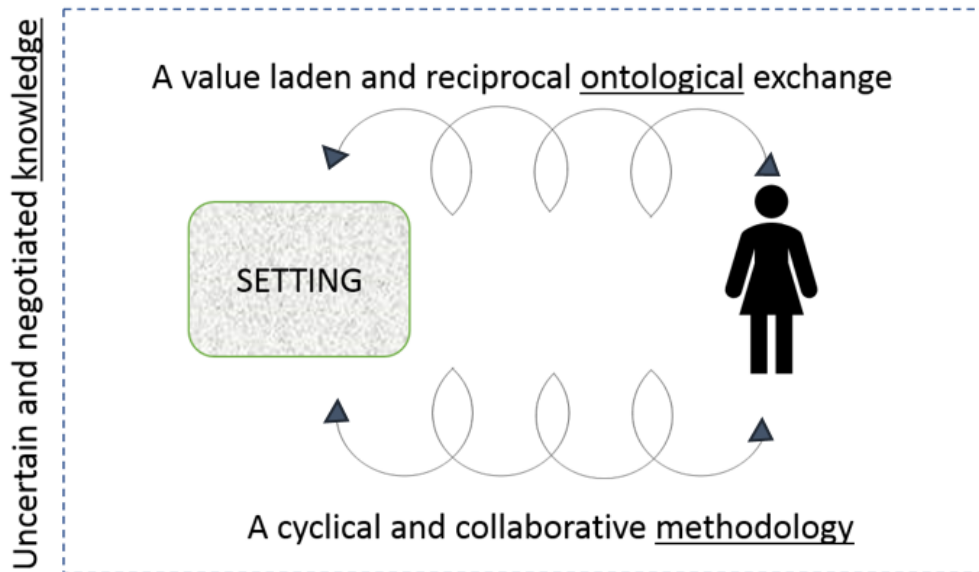 Uncertain and negotiated knowledge
A value laden and reciprocal ontological exchange
SETTING
A cyclical and collaborative methodology